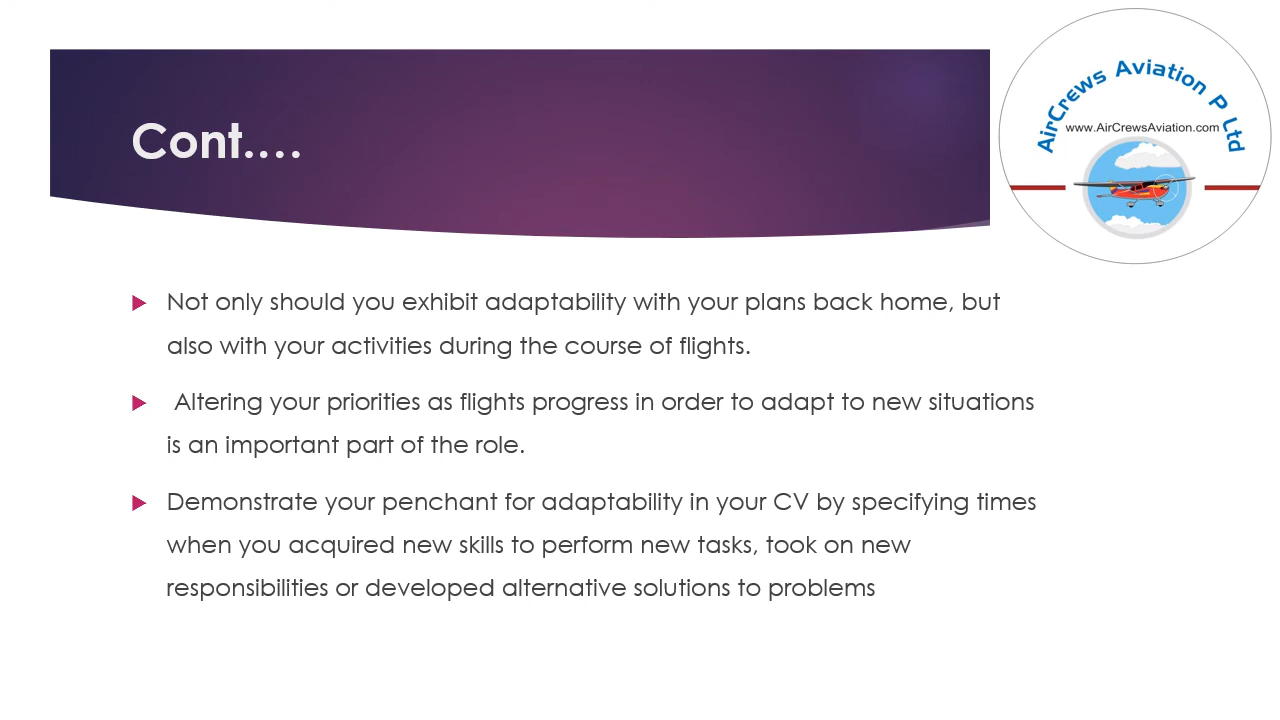 Cont....
AirCrews Aviation P Ltd
www.AirCrewsAviation.com
Not only should you exhibit adaptability with your plans back home, but
also with your activities during the course of flights.
Altering your priorities as flights progress in order to adapt to new situations
is an important part of the role.
Demonstrate your penchant for adaptability in your CV by specifying times
when you acquired new skills to perform new tasks, took on new
responsibilities or developed alternative solutions to problems